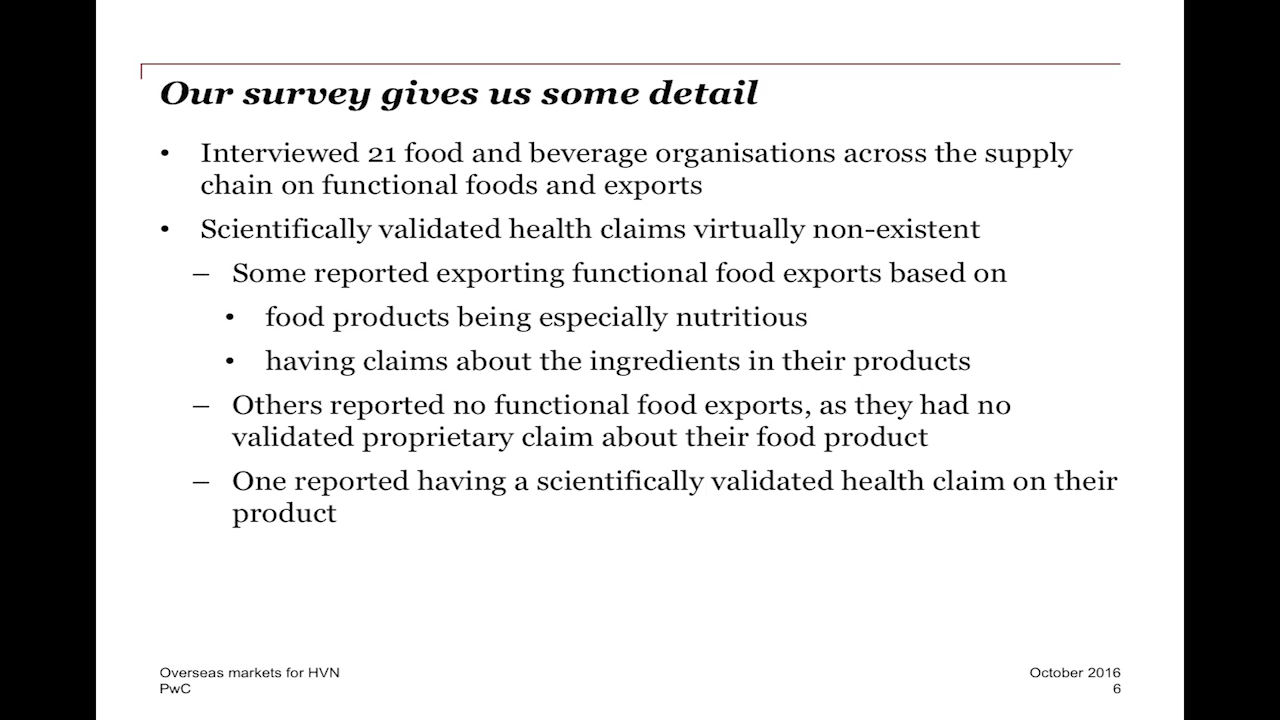 Our survey gives us some detail
• Interviewed 21 food and beverage organisations across the supply
chain on functional foods and exports
• Scientifically validated health claims virtually non-existent
– Some reported exporting functional food exports based on
• food products being especially nutritious
• having claims about the ingredients in their products
– Others reported no functional food exports, as they had no
validated proprietary claim about their food product
– One reported having a scientifically validated health claim on their
product
Overseas markets for HVN
PwC
October 2016
6